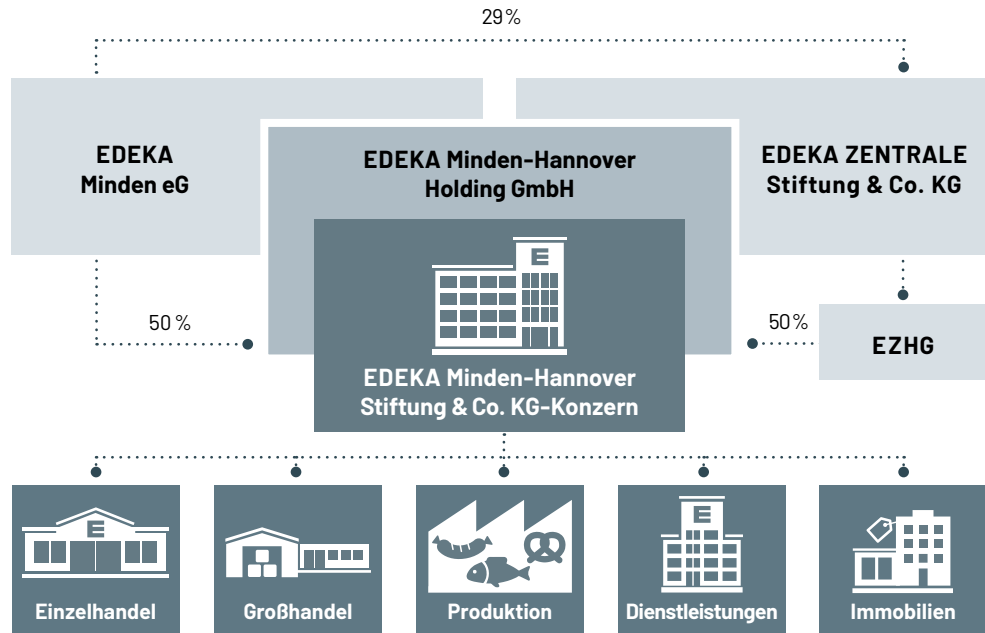 29%
EDEKA
Minden eG
EDEKA Minden-Hannover
Holding GmbH
EDEKA ZENTRALE
Stiftung & Co. KG
E
50 %
50%
EZHG
EDEKA Minden-Hannover
Stiftung & Co. KG-Konzern
E
E
Einzelhandel
Großhandel
Produktion
Dienstleistungen
Immobilien